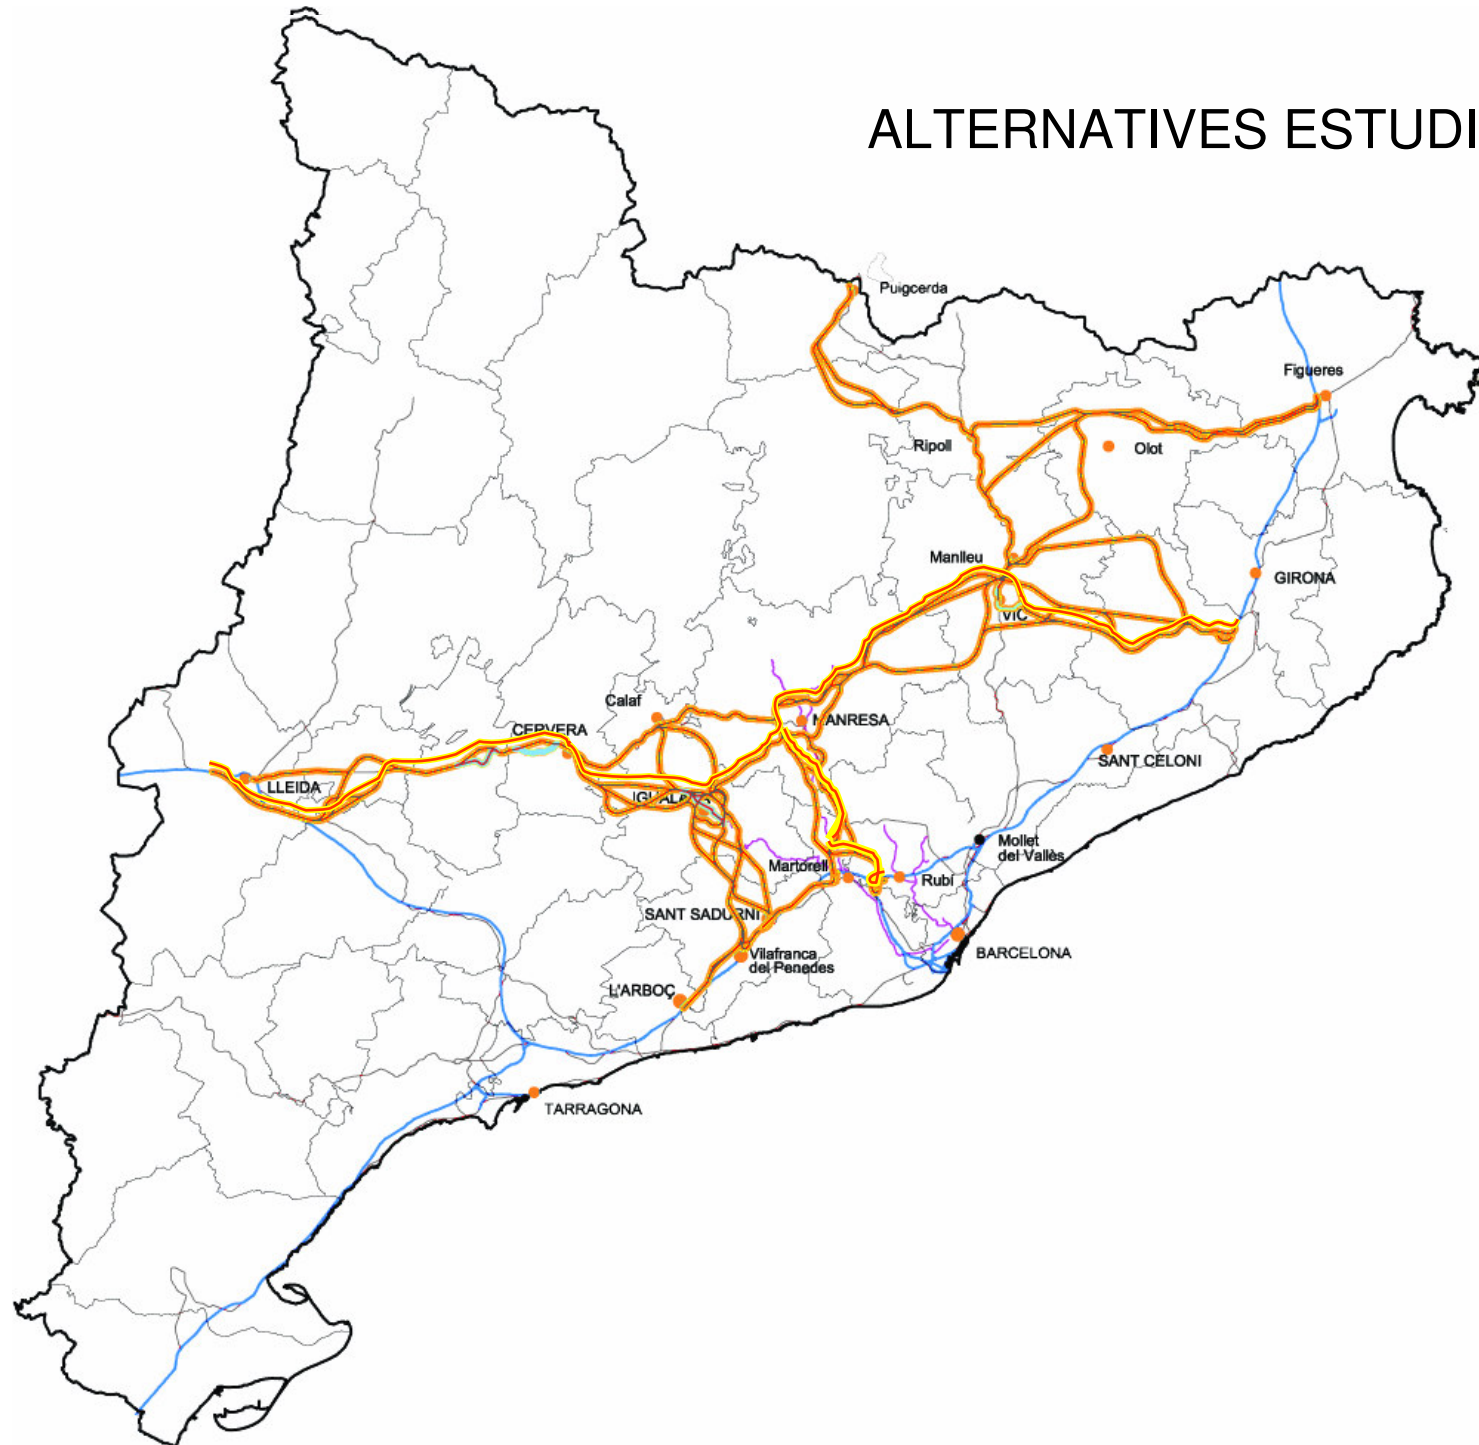 ALTERNATIVES ESTUDI
Puigcerda
Figueres
Ripoll
Olot
Manlleu
GIRONA
VIC
Calaf
MANRESA
CERVERA
SANT CELONI
LLEIDA
IGUALADA
Mollet
del Vallès
Martorell
Rubí
SANT SADURNI
BARCELONA
Vilafranca
del Penedes
L'ARBOÇ
TARRAGONA